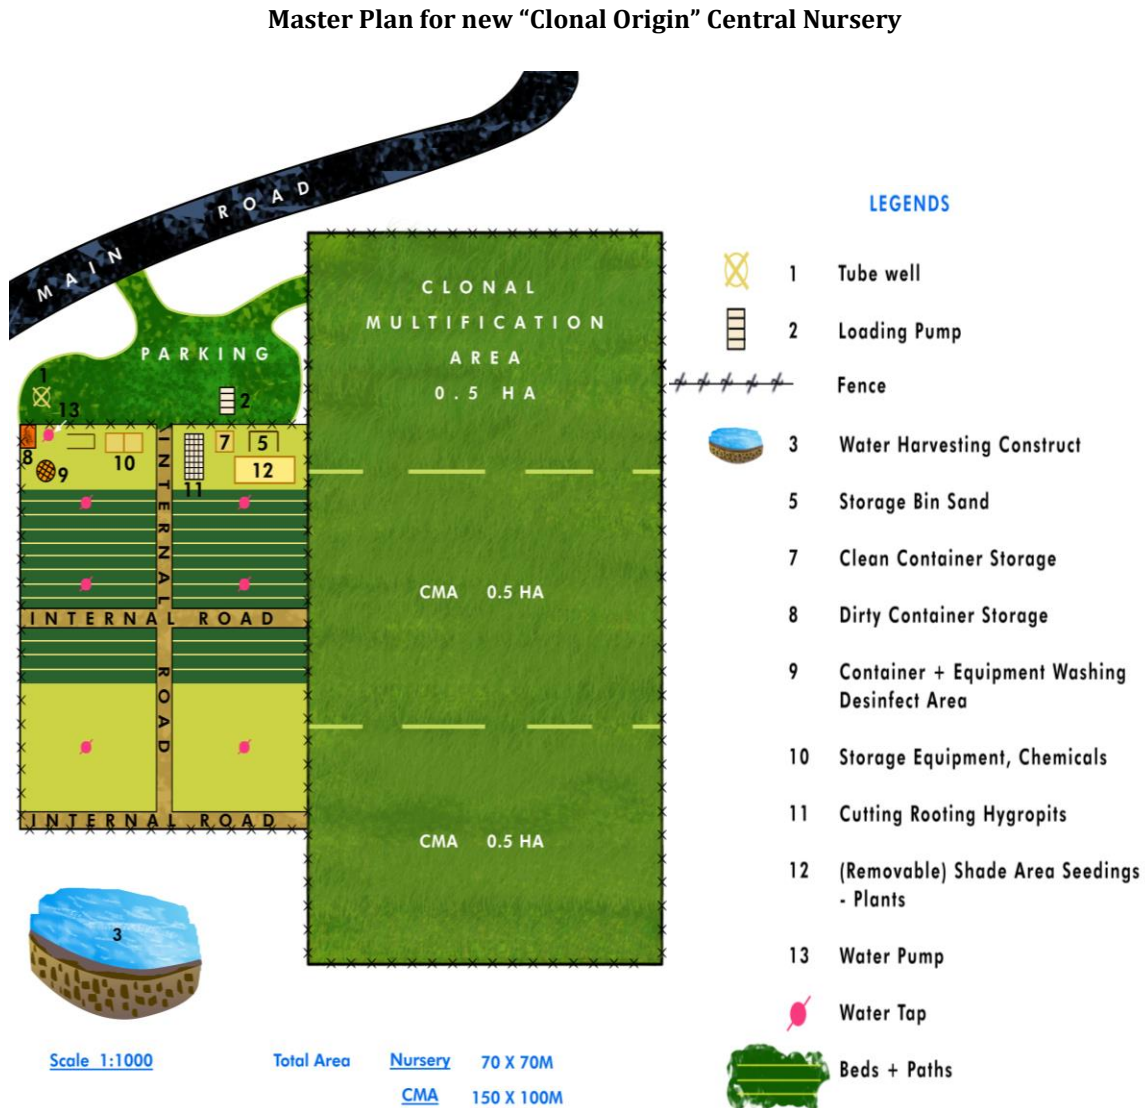 Master Plan for new “Clonal Origin” Central Nursery
MAIN ROAD
LEGENDS
CLONAL
MULTIFICATION
AREA
0.5 HA
PARKING
1
2
13
8
9
10
11
7
5
12
INTERNAL ROAD
INTERNAL ROAD
INTERNAL ROAD
CMA 0.5 HA
CMA 0.5 HA
3
1 Tube well
2 Loading Pump
Fence
3 Water Harvesting Construct
5 Storage Bin Sand
7 Clean Container Storage
8 Dirty Container Storage
9 Container + Equipment Washing
Desinfect Area
10 Storage Equipment, Chemicals
11 Cutting Rooting Hygropits
12 (Removable) Shade Area Seedings
- Plants
13 Water Pump
Water Tap
Beds + Paths
Scale 1:1000
Total Area Nursery 70 X 70M
CMA 150 X 100M